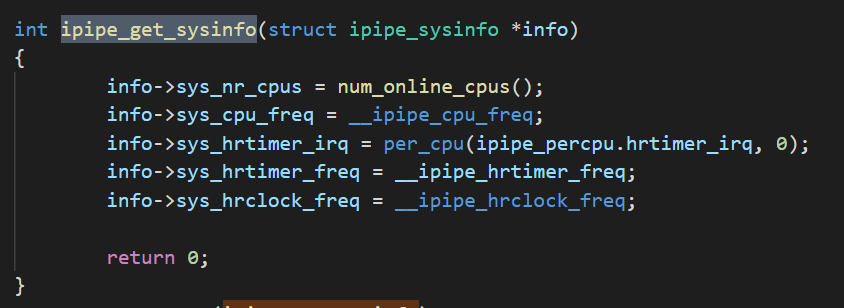 int ipipe_get_sysinfo(struct ipipe_sysinfo *info)
{
        info->sys_nr_cpus = num_online_cpus();
        info->sys_cpu_freq = __ipipe_cpu_freq;
        info->sys_hrtimer_irq = per_cpu(ipipe_percpu.hrtimer_irq, 0);
        info->sys_hrtimer_freq = __ipipe_hrtimer_freq;
        info->sys_hrclock_freq = __ipipe_hrclock_freq;

        return 0;
}